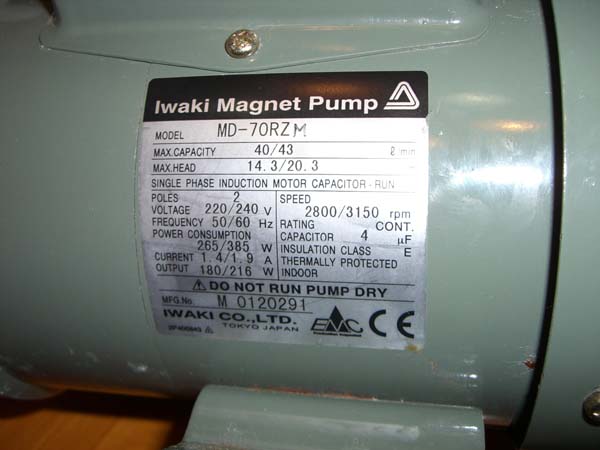 Iwaki Magnet Pump
MODEL MD-70RZM
MAX.CAPACITY 40/43 ℓ/min
MAX.HEAD 14.3/20.3
SINGLE PHASE INDUCTION MOTOR CAPACITOR-RUN
POLES 2 SPEED
VOLTAGE 220/240 V 2800/3150 rpm
FREQUENCY 50/60 Hz RATING CONT.
POWER CONSUMPTION CAPACITOR 4 μF
265/385 W INSULATION CLASS E
CURRENT 1.4/1.9 A THERMALLY PROTECTED
OUTPUT 180/216 W INDOOR
⚠ DO NOT RUN PUMP DRY
MFG.No. M 0120291
IWAKI CO.,LTD. EMC CE
TOKYO JAPAN